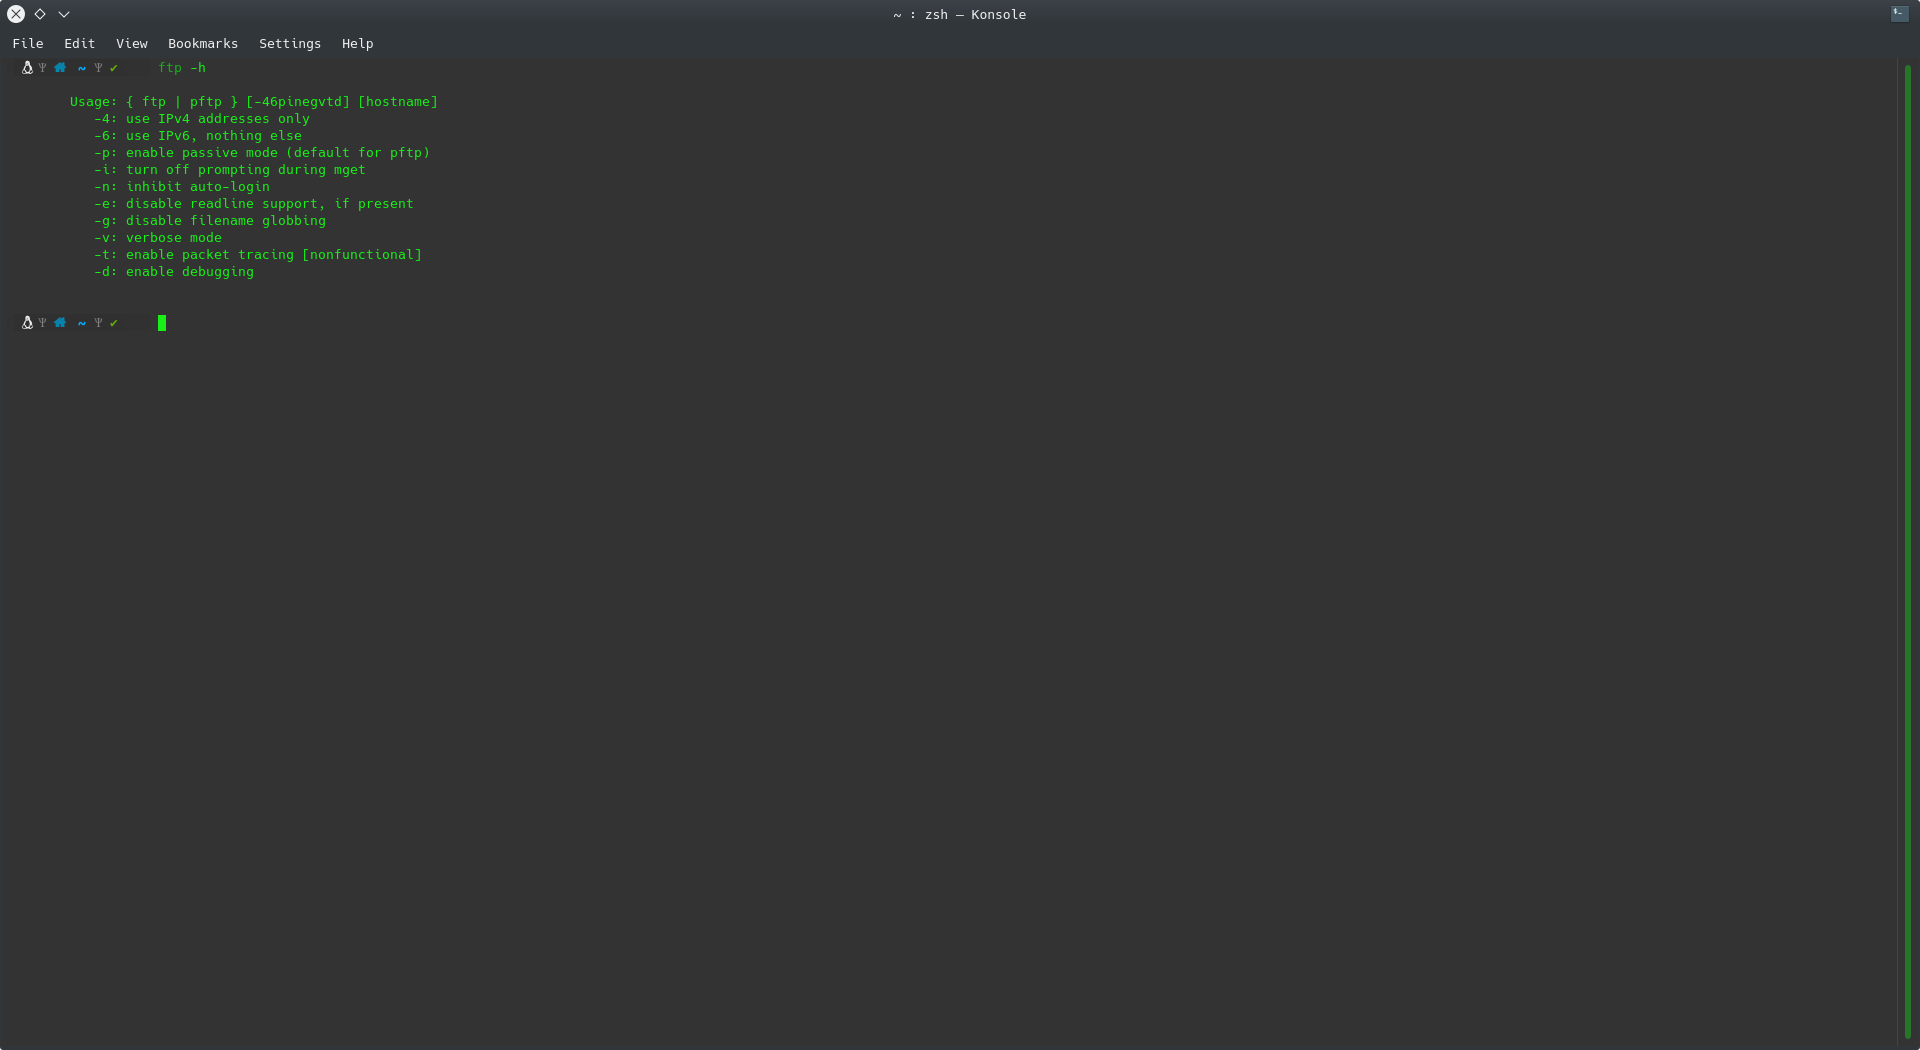 ~ : zsh — Konsole
File Edit View Bookmarks Settings Help
~ ✔ ftp -h
Usage: { ftp | pftp } [-46pinegvtd] [hostname]
-4: use IPv4 addresses only
-6: use IPv6, nothing else
-p: enable passive mode (default for pftp)
-i: turn off prompting during mget
-n: inhibit auto-login
-e: disable readline support, if present
-g: disable filename globbing
-v: verbose mode
-t: enable packet tracing [nonfunctional]
-d: enable debugging
~ ✔